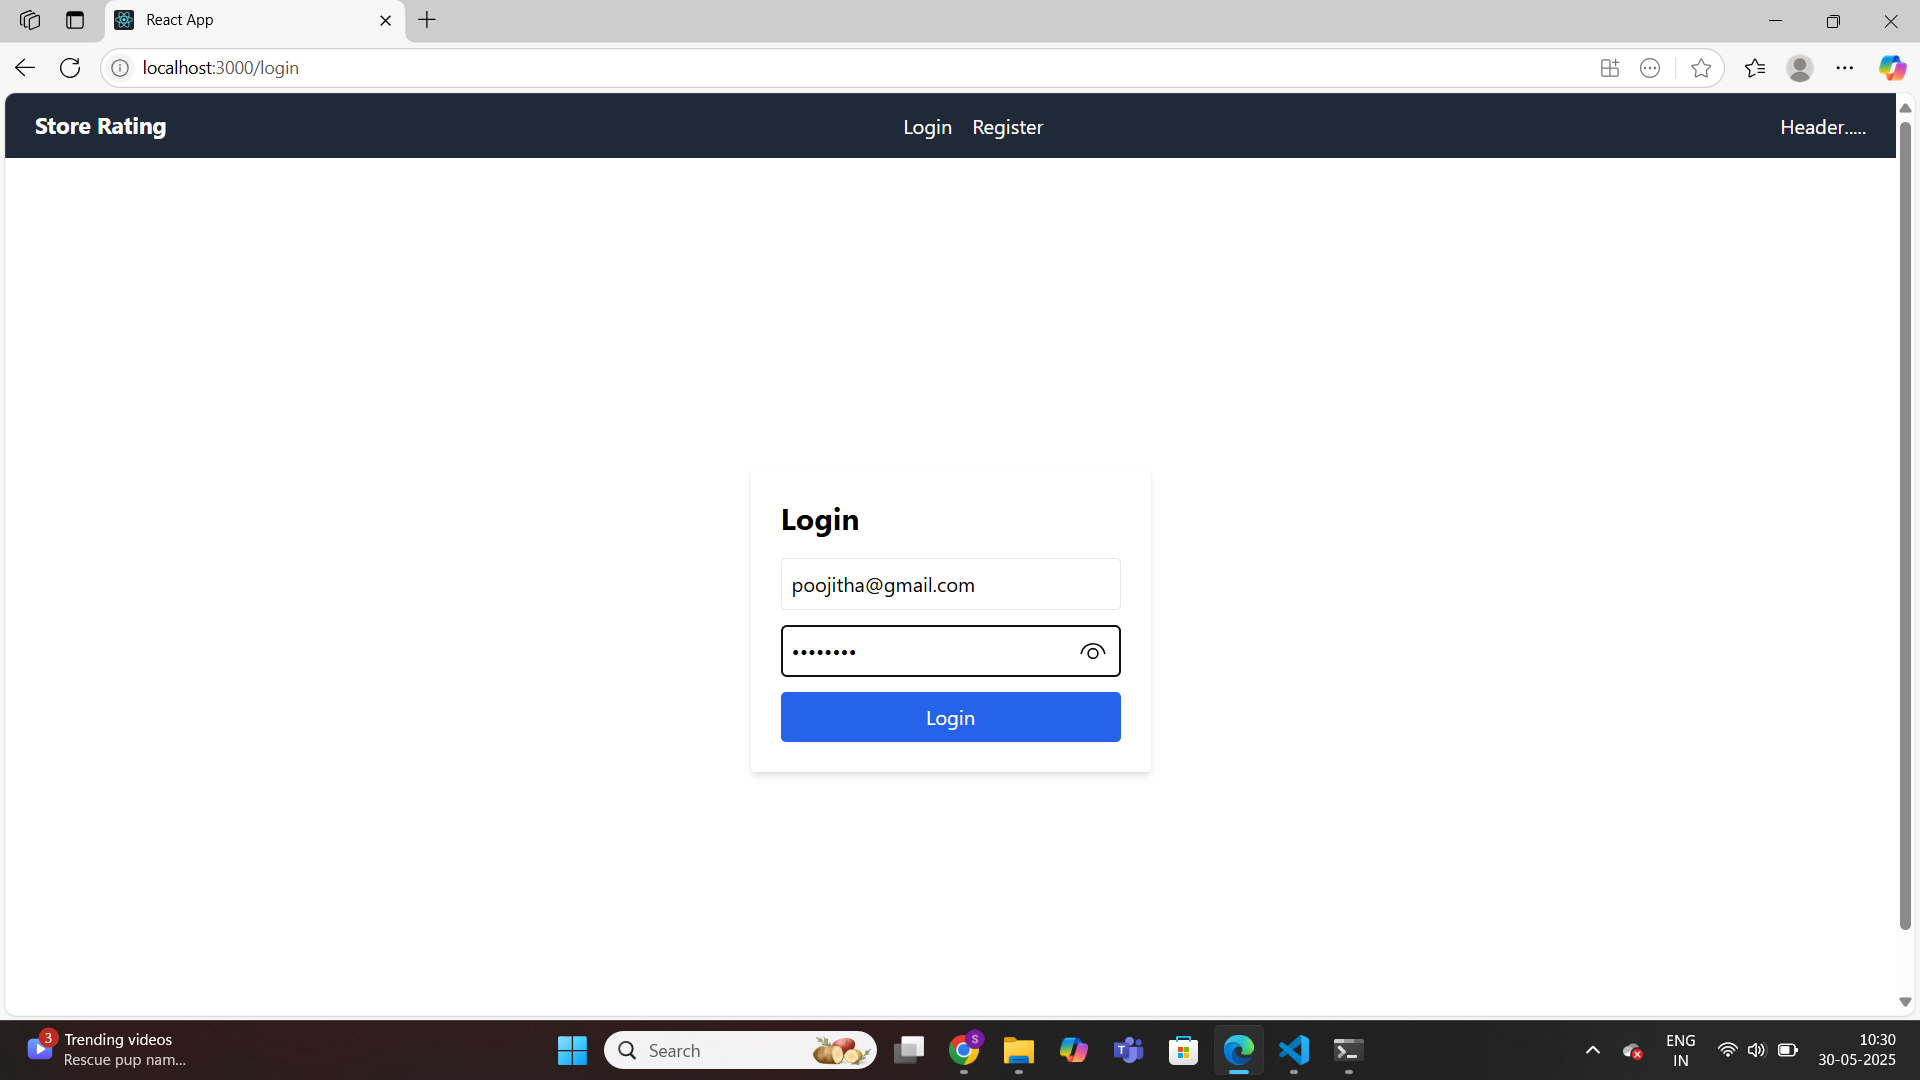 React App
localhost:3000/login
Store Rating
Login
Register
Header.....
Login
poojitha@gmail.com
••••••••
Login
3
Trending videos
Rescue pup nam...
Search
S
T
ENG
IN
10:30
30-05-2025